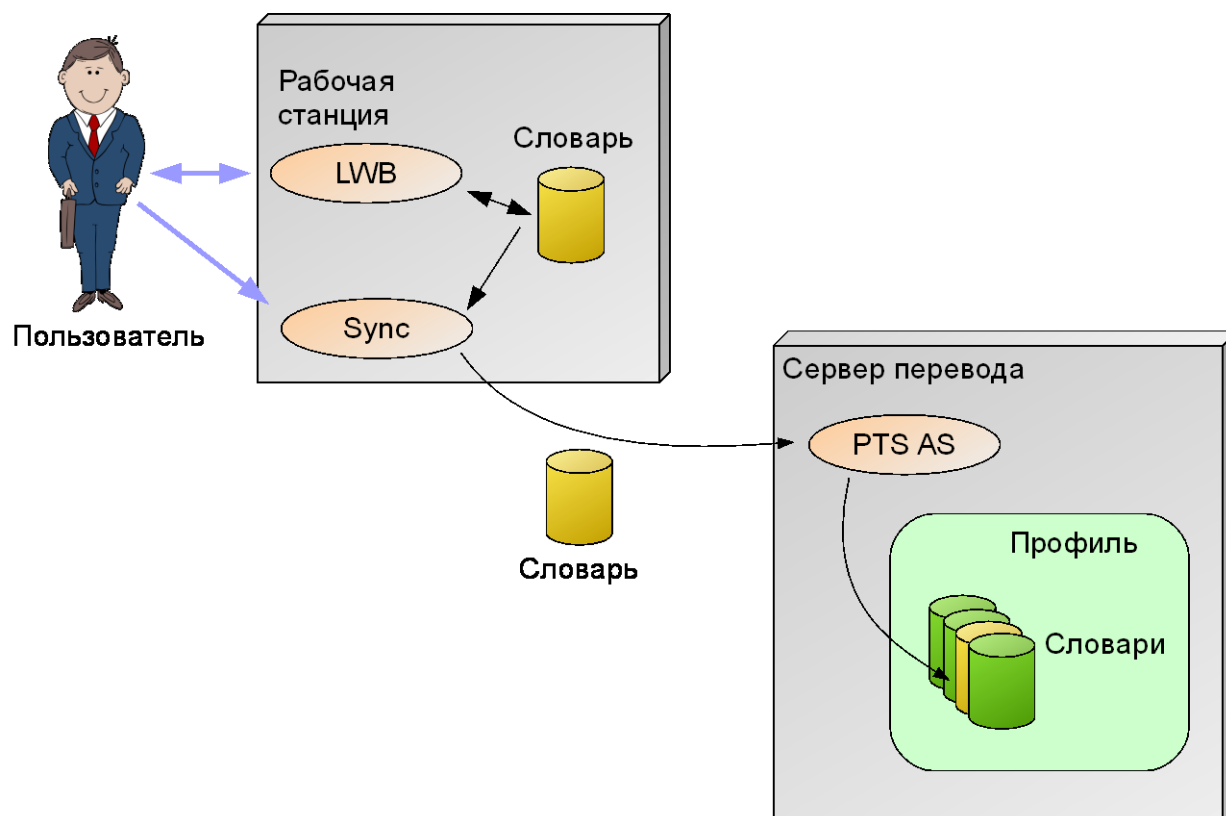 Рабочая
станция
Словарь
LWB
Sync
Пользователь
Сервер перевода
PTS AS
Словарь
Профиль
Словари